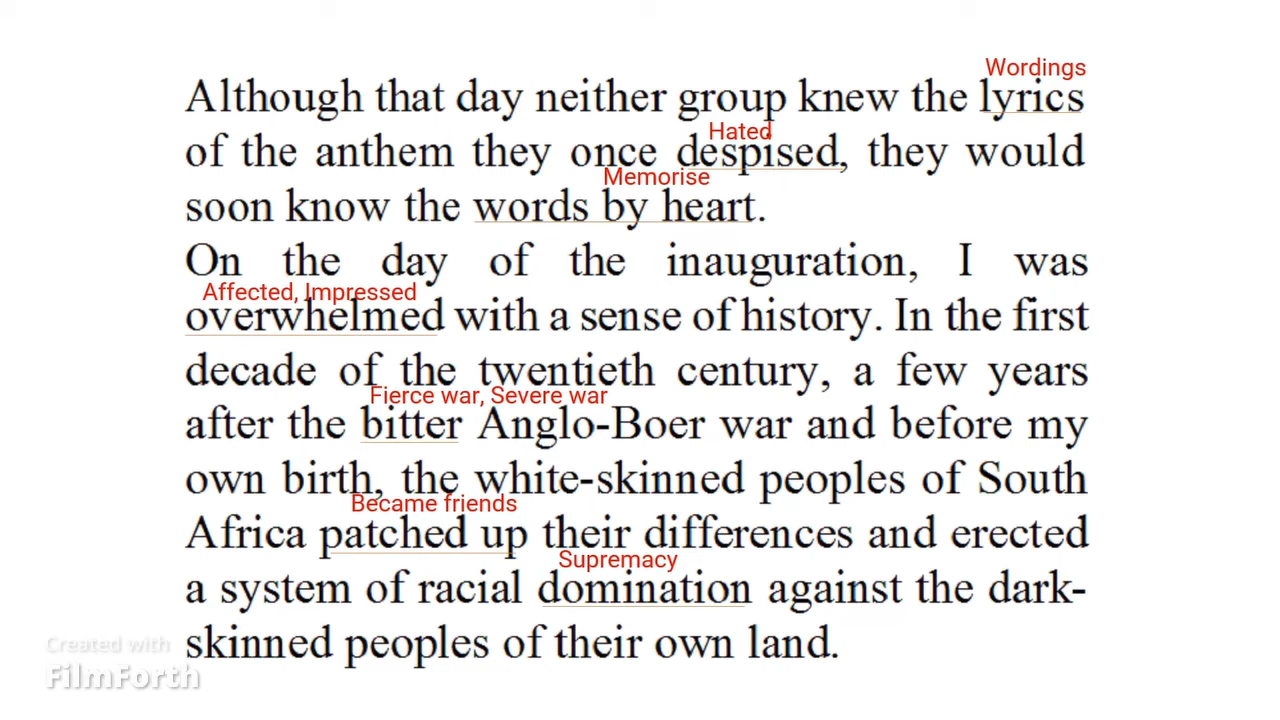 Wordings
Although that day neither group knew the lyrics
Hated
of the anthem they once despised, they would
Memorise
soon know the words by heart.
On the day of the inauguration, I was
Affected, Impressed
overwhelmed with a sense of history. In the first
decade of the twentieth century, a few years
Fierce war, Severe war
after the bitter Anglo-Boer war and before my
own birth, the white-skinned peoples of South
Became friends
Africa patched up their differences and erected
Supremacy
a system of racial domination against the dark-
skinned peoples of their own land.
Created with
FilmForth